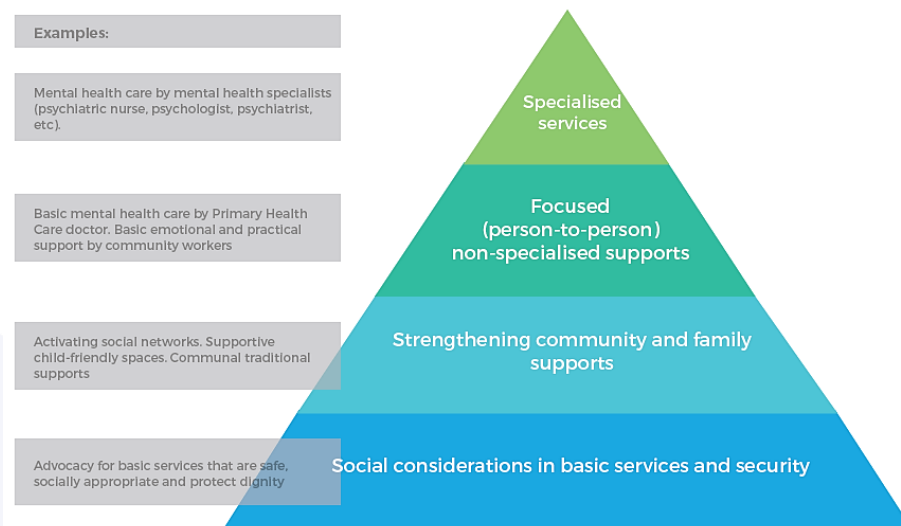 Examples:
Mental health care by mental health specialists
(psychiatric nurse, psychologist, psychiatrist,
etc).
Specialised
services
Basic mental health care by Primary Health
Care doctor. Basic emotional and practical
support by community workers
Focused
(person-to-person)
non-specialised supports
Activating social networks. Supportive
child-friendly spaces. Communal traditional
supports
Strengthening community and family
supports
Advocacy for basic services that are safe,
socially appropriate and protect dignity
Social considerations in basic services and security